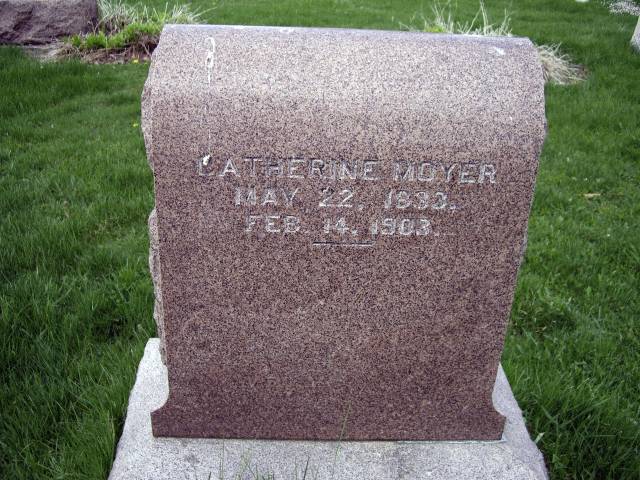 CATHERINE MOYER
MAY 22, 1833.
FEB. 14, 1903.